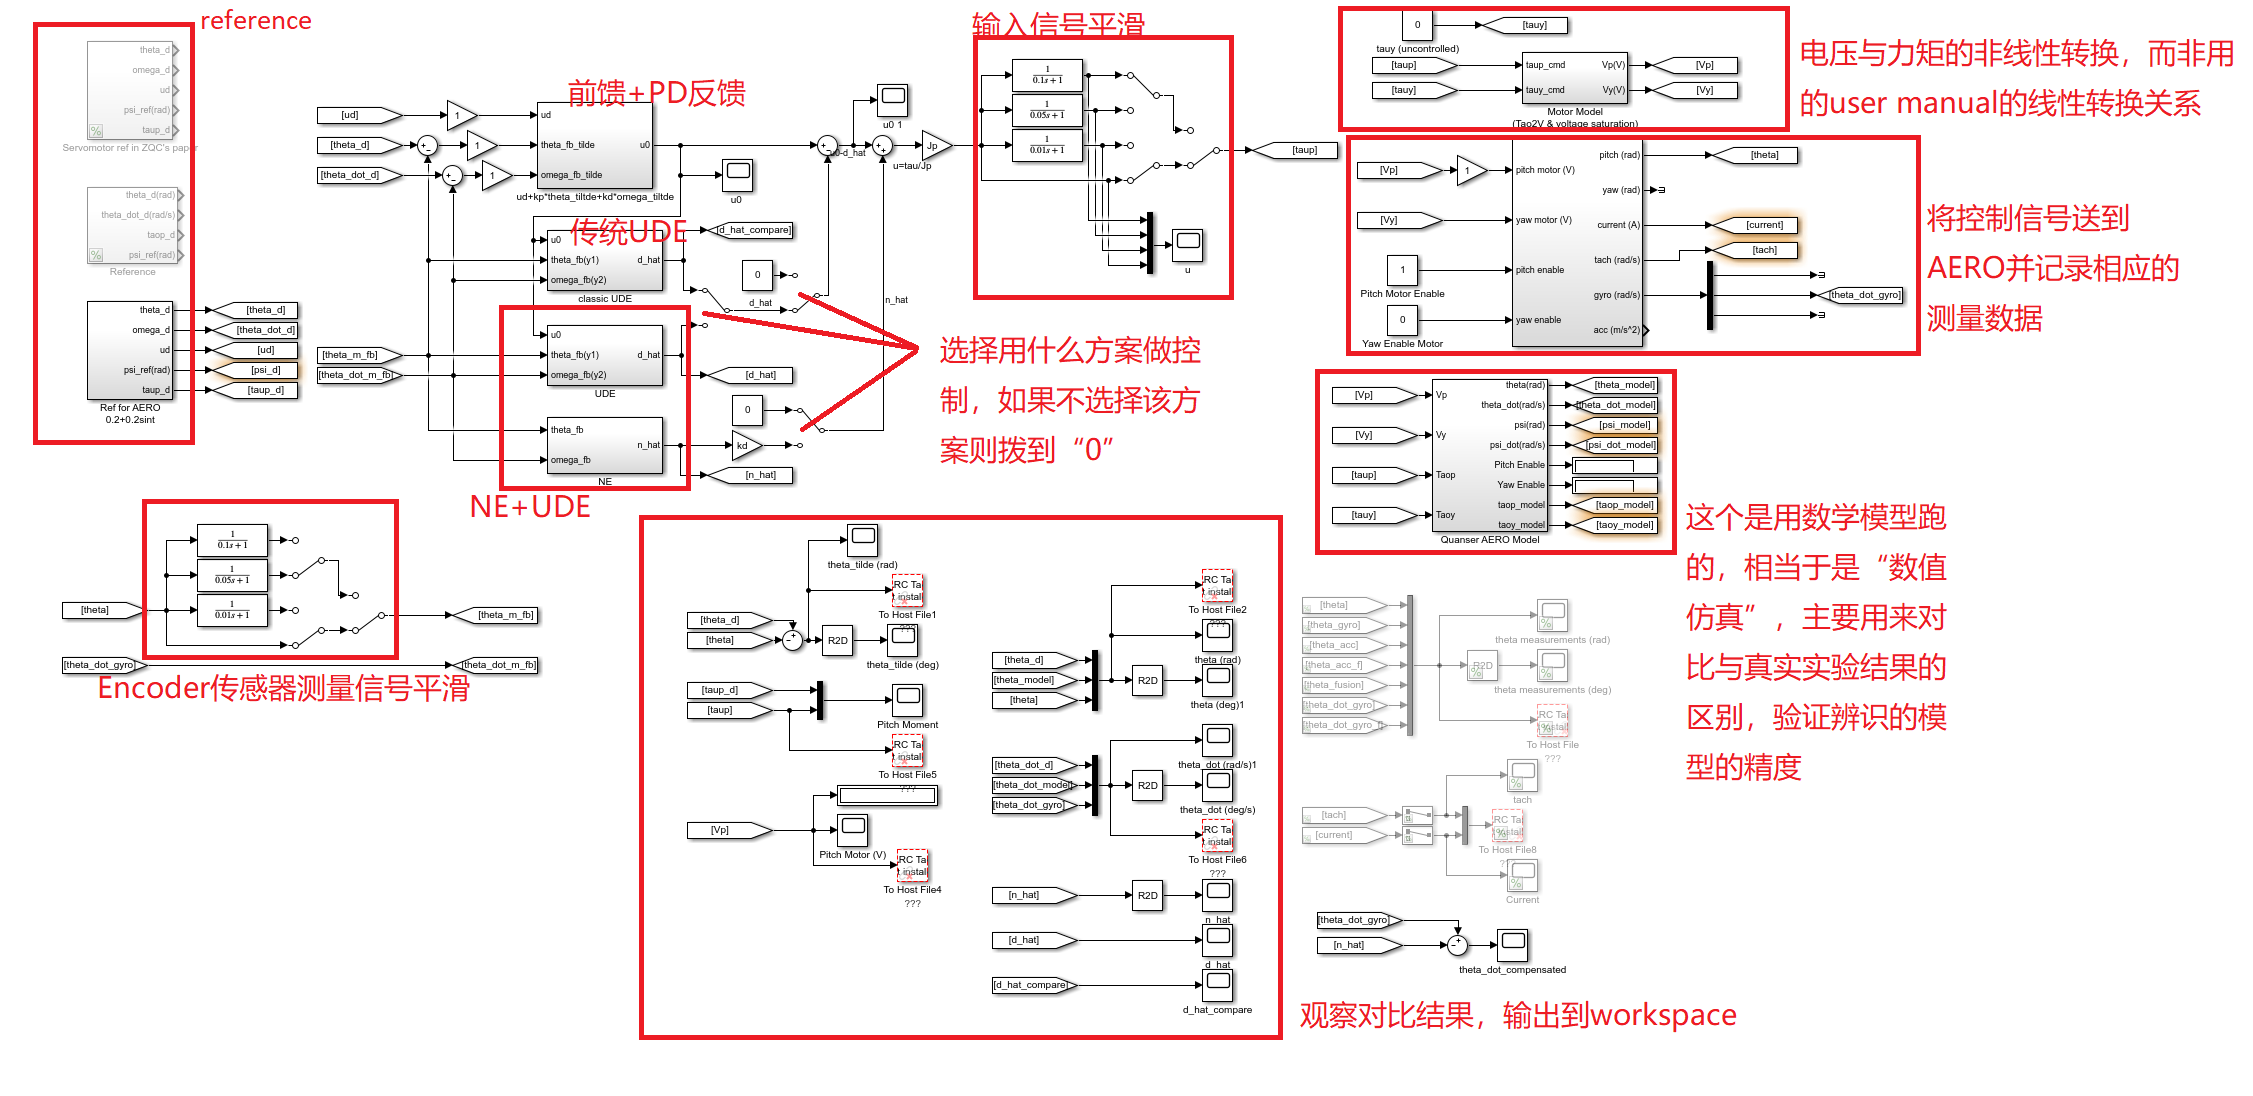 reference
theta_d
omega_d
ud
psi_ref(rad)
taup_d
Servomotor ref in ZQC's paper
theta_d(rad)
theta_dot_d(rad/s)
taop_d
psi_ref(rad)
Reference
theta_d
omega_d
ud
psi_ref(rad)
taup_d
Ref for AERO
0.2+0.2sint
[theta_d]
[theta_dot_d]
[ud]
[psi_d]
[taup_d]
前馈+PD反馈
[ud]
[theta_d]
[theta_dot_d]
1
1
1
ud
theta_fb_tilde
omega_fb_tilde
u0
ud+kp*theta_tiltde+kd*omega_tiltde
u0
u0 1
u0-d_hat
u=tau/Jp
Jp
传统UDE
u0
theta_fb(y1)
omega_fb(y2)
d_hat
classic UDE
[d_hat_compare]
0
d_hat
n_hat
[theta_m_fb]
[theta_dot_m_fb]
u0
theta_fb(y1)
omega_fb(y2)
d_hat
UDE
[d_hat]
0
theta_fb
omega_fb
n_hat
NE
kd
[n_hat]
NE+UDE
选择用什么方案做控
制，如果不选择该方
案则拨到“0”
输入信号平滑
1
0.1s+1
1
0.05s+1
1
0.01s+1
u
[taup]
0
tauy (uncontrolled)
[tauy]
[taup]
[tauy]
taup_cmd
tauy_cmd
Vp(V)
Vy(V)
[Vp]
[Vy]
Motor Model
(Tao2V & voltage saturation)
电压与力矩的非线性转换，而非用
的user manual的线性转换关系
[Vp]
1
[Vy]
1
Pitch Motor Enable
0
Yaw Enable Motor
pitch motor (V)
yaw motor (V)
pitch enable
yaw enable
pitch (rad)
yaw (rad)
current (A)
tach (rad/s)
gyro (rad/s)
acc (m/s^2)
[theta]
[current]
[tach]
[theta_dot_gyro]
将控制信号送到
AERO并记录相应的
测量数据
[Vp]
[Vy]
[taup]
[tauy]
Vp
Vy
Taop
Taoy
theta(rad)
theta_dot(rad/s)
psi(rad)
psi_dot(rad/s)
Pitch Enable
Yaw Enable
taop_model
taoy_model
Quanser AERO Model
[theta_model]
[theta_dot_model]
[psi_model]
[psi_dot_model]
[taop_model]
[taoy_model]
这个是用数学模型跑
的，相当于是“数值
仿真”，主要用来对
比与真实实验结果的
区别，验证辨识的模
型的精度
[theta]
1
0.1s+1
1
0.05s+1
1
0.01s+1
[theta_m_fb]
[theta_dot_gyro]
[theta_dot_m_fb]
Encoder传感器测量信号平滑
theta_tilde (rad)
RC Ta
t install
To Host File1
???
[theta_d]
[theta]
R2D
theta_tilde (deg)
[taup_d]
[taup]
Pitch Moment
RC Ta
t install
To Host File5
???
[Vp]
Pitch Motor (V)
RC Ta
t install
To Host File4
???
RC Ta
t install
To Host File2
???
theta (rad)
[theta_d]
[theta_model]
[theta]
R2D
theta (deg)1
theta_dot (rad/s)1
[theta_dot_d]
[theta_dot_model]
[theta_dot_gyro]
R2D
theta_dot (deg/s)
RC Ta
t install
To Host File6
???
[n_hat]
R2D
n_hat
[d_hat]
d_hat
[d_hat_compare]
d_hat_compare
观察对比结果，输出到workspace
[theta]
[theta_gyro]
[theta_acc]
[theta_acc_f]
[theta_fusion]
[theta_dot_gyro]
[theta_dot_gyro_f]
theta measurements (rad)
R2D
theta measurements (deg)
RC Ta
t install
To Host File
???
tach
[tach]
[current]
RC Ta
t install
To Host File8
???
Current
[theta_dot_gyro]
[n_hat]
theta_dot_compensated